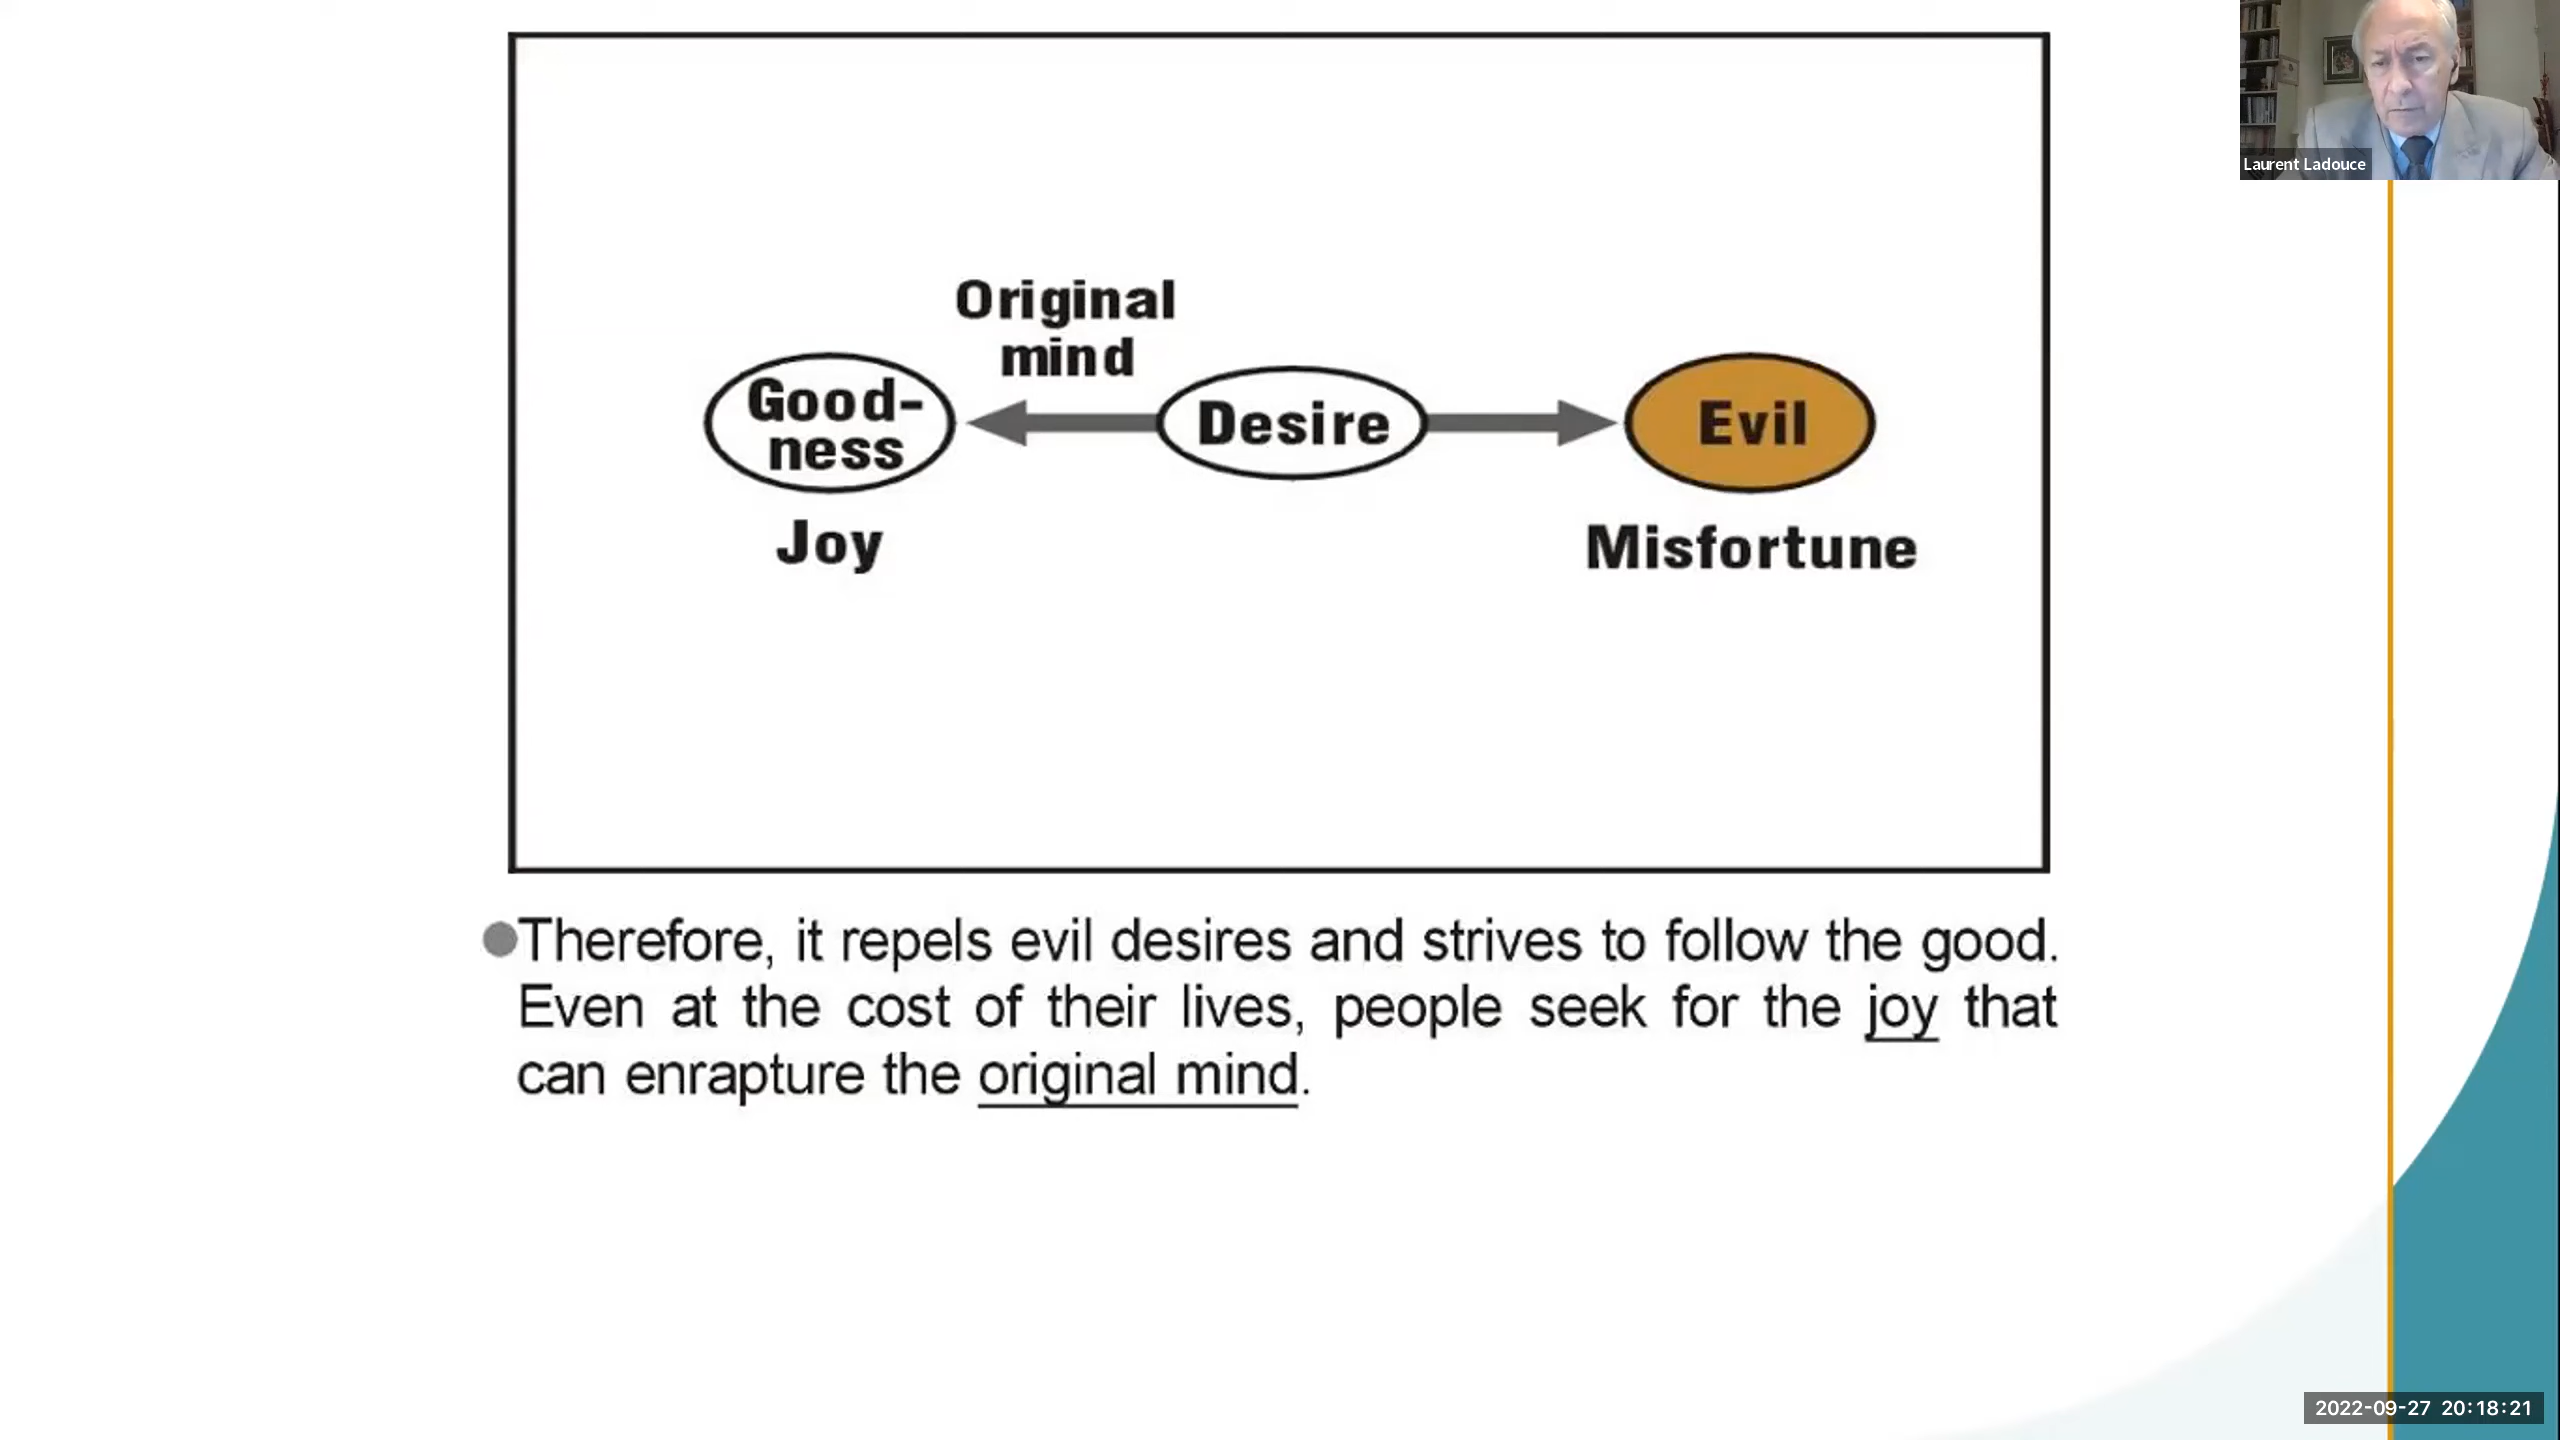 Laurent Ladouce
Original
mind
Good-
ness
Desire
Evil
Joy
Misfortune
Therefore, it repels evil desires and strives to follow the good.
Even at the cost of their lives, people seek for the joy that
can enrapture the original mind.
2022-09-27 20:18:21